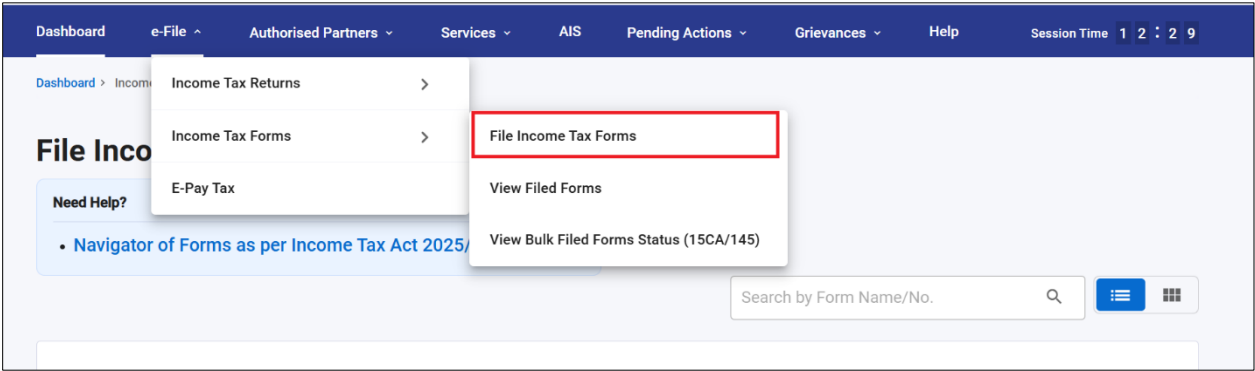 Dashboard e-File Authorised Partners Services AIS Pending Actions Grievances Help Session Time 1 2 : 2 9
Dashboard > Incom
Income Tax Returns
Income Tax Forms
E-Pay Tax
File Income Tax Forms
View Filed Forms
View Bulk Filed Forms Status (15CA/145)
File Inco
Need Help?
• Navigator of Forms as per Income Tax Act 2025/
Search by Form Name/No.